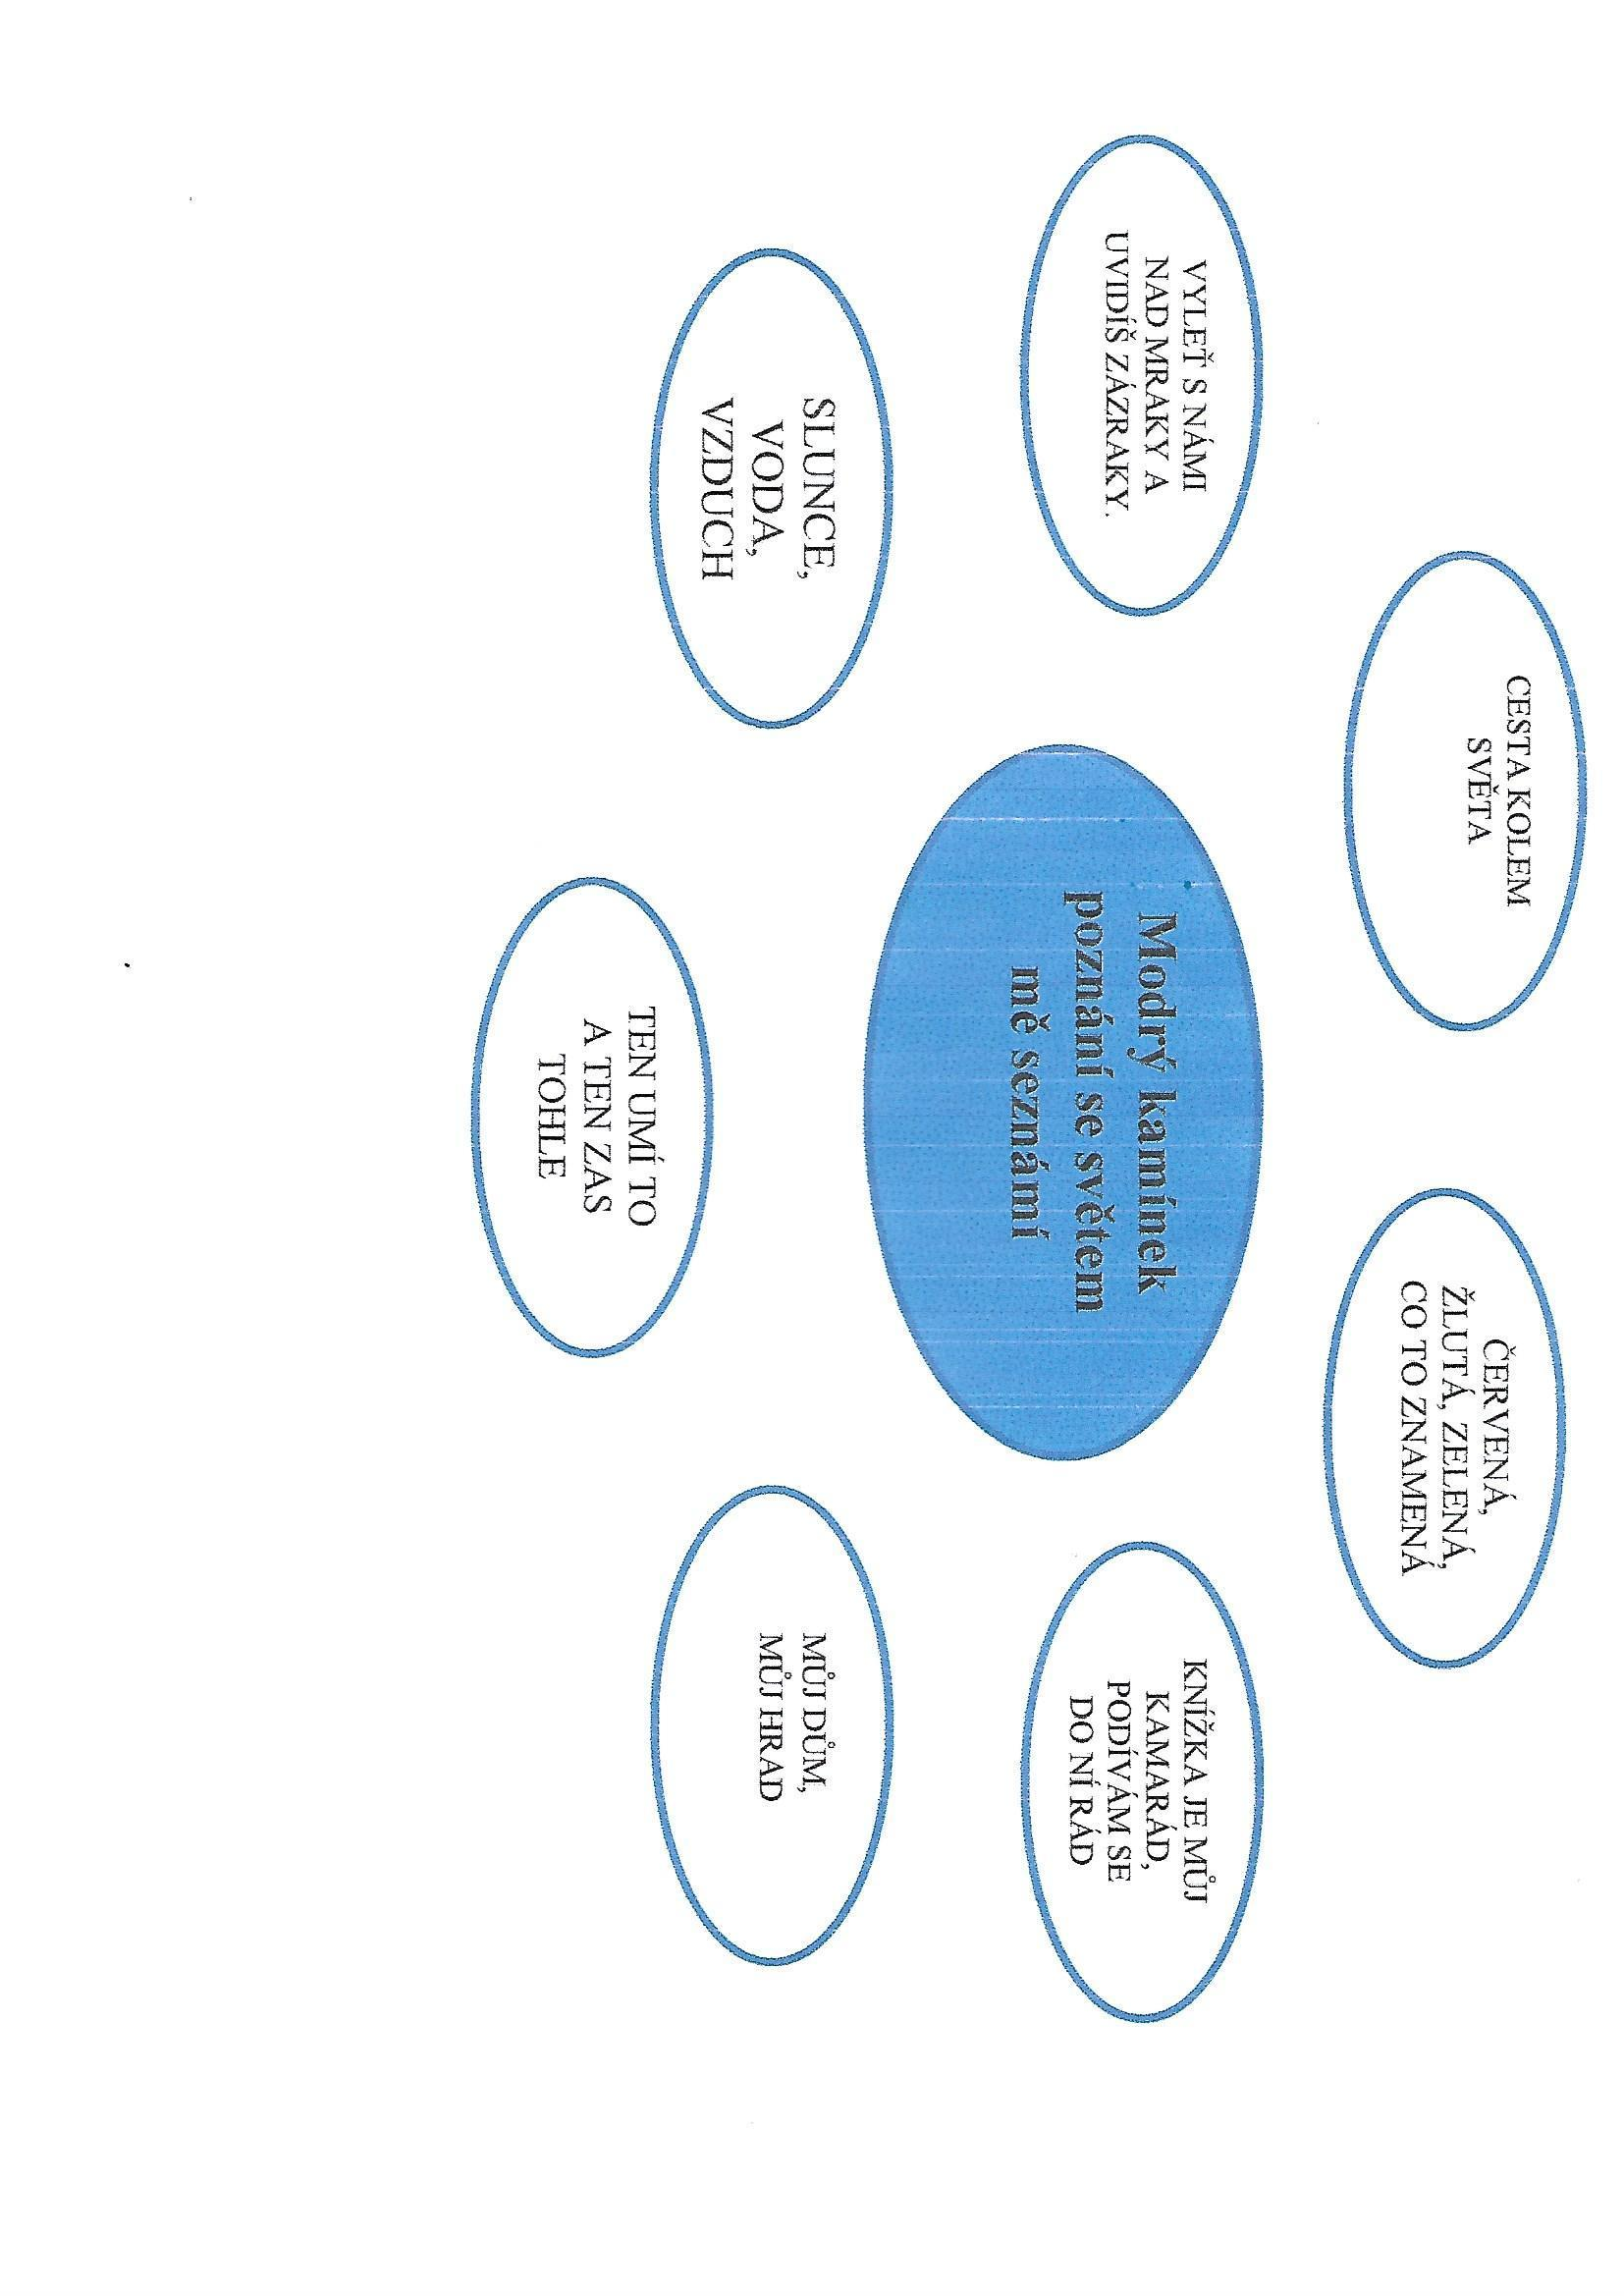 CESTA KOLEM
SVĚTA
ČERVENÁ,
ŽLUTÁ, ZELENÁ,
CO TO ZNAMENÁ
VYLEŤ S NÁMI
NAD MRAKY A
UVIDÍŠ ZÁZRAKY.
Modrý kamínek
poznání se světem
mě seznámí
KNÍŽKA JE MŮJ
KAMARÁD,
PODÍVÁM SE
DO NÍ RÁD
SLUNCE,
VODA,
VZDUCH
MŮJ DŮM,
MŮJ HRAD
TEN UMÍ TO
A TEN ZAS
TOHLE